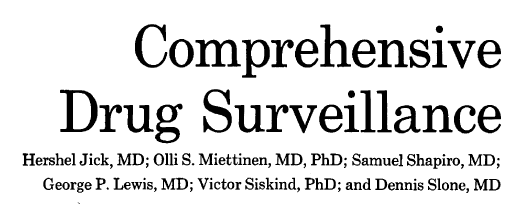 Comprehensive
Drug Surveillance
Hershel Jick, MD; Olli S. Miettinen, MD, PhD; Samuel Shapiro, MD;
George P. Lewis, MD; Victor Siskind, PhD; and Dennis Slone, MD